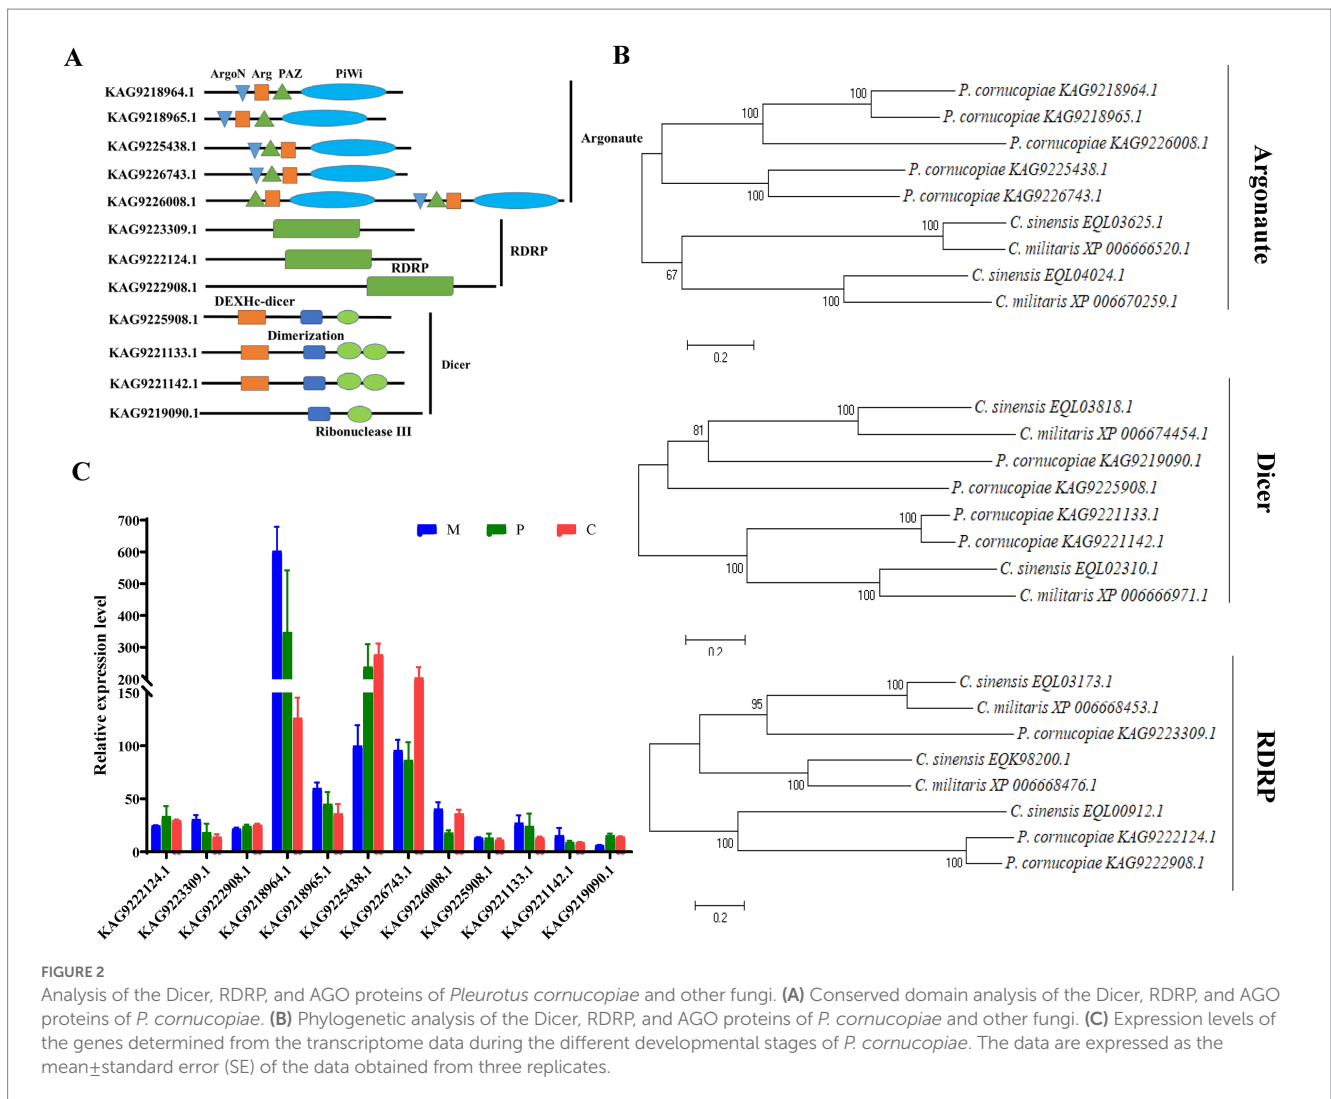 A
ArgoN Arg PAZ PiWi
KAG9218964.1
KAG9218965.1
KAG9225438.1
KAG9226743.1
KAG9226008.1
Argonaute
KAG9223309.1
KAG9222124.1
RDRP
KAG9222908.1
RDRP
DEXHc-dicer
KAG9225908.1
Dimerization
KAG9221133.1
KAG9221142.1
KAG9219090.1
Dicer
Ribonuclease III
B
P. cornucopiae KAG9218964.1
100
P. cornucopiae KAG9218965.1
100
P. cornucopiae KAG9226008.1
P. cornucopiae KAG9225438.1
100
P. cornucopiae KAG9226743.1
C. sinensis EQL03625.1
100
C. militaris XP 006666520.1
67
C. sinensis EQL04024.1
100
C. militaris XP 006670259.1
0.2
Argonaute
C. sinensis EQL03818.1
100
C. militaris XP 006674454.1
81
P. cornucopiae KAG9219090.1
P. cornucopiae KAG9225908.1
P. cornucopiae KAG9221133.1
100
P. cornucopiae KAG9221142.1
100
C. sinensis EQL02310.1
100
C. militaris XP 006666971.1
0.2
Dicer
C. sinensis EQL03173.1
100
C. militaris XP 006668453.1
95
P. cornucopiae KAG9223309.1
C. sinensis EQK98200.1
100
C. militaris XP 006668476.1
C. sinensis EQL00912.1
100
P. cornucopiae KAG9222124.1
100
P. cornucopiae KAG9222908.1
0.2
RDRP
C
Relative expression level
700
600
500
400
300
200
150
100
50
0
M P C
KAG9222124.1
KAG9223309.1
KAG9222908.1
KAG9218964.1
KAG9218965.1
KAG9225438.1
KAG9226743.1
KAG9226008.1
KAG9225908.1
KAG9221133.1
KAG9221142.1
KAG9219090.1
FIGURE 2
Analysis of the Dicer, RDRP, and AGO proteins of Pleurotus cornucopiae and other fungi. (A) Conserved domain analysis of the Dicer, RDRP, and AGO
proteins of P. cornucopiae. (B) Phylogenetic analysis of the Dicer, RDRP, and AGO proteins of P. cornucopiae and other fungi. (C) Expression levels of
the genes determined from the transcriptome data during the different developmental stages of P. cornucopiae. The data are expressed as the
mean±standard error (SE) of the data obtained from three replicates.